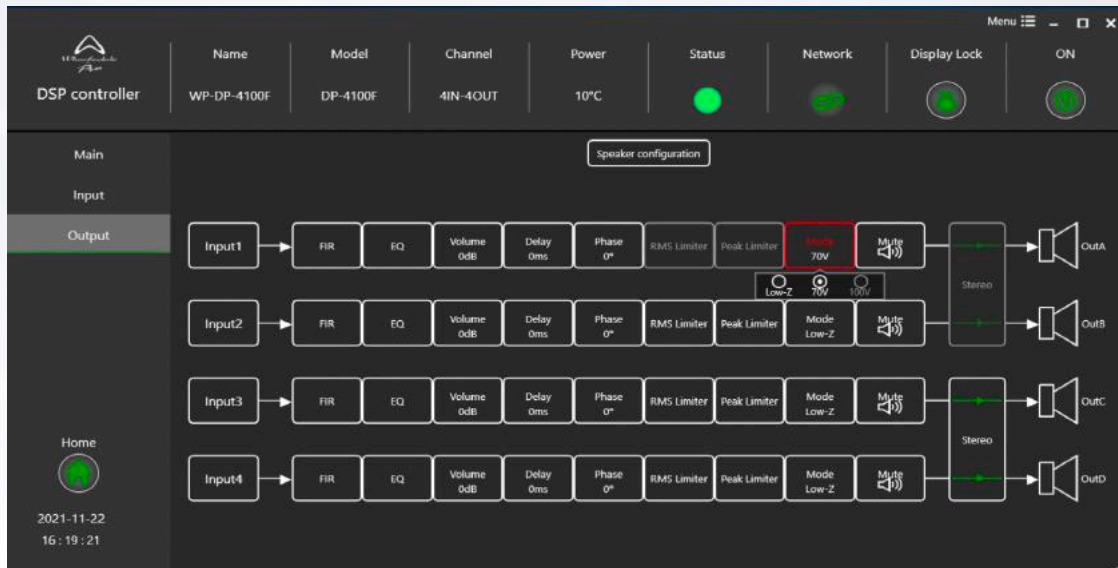 Menu
Wharfedale
Pro
DSP controller
Name Model Channel Power Status Network Display Lock ON
WP-DP-4100F DP-4100F 4IN-4OUT 10°C
Main
Input
Output
Home
2021-11-22
16:19:21
Speaker configuration
Input1 FIR EQ Volume 0dB Delay 0ms Phase 0° RMS Limiter Peak Limiter Mode 70V Mute OutA
Low-Z 70V 100V
Stereo
Input2 FIR EQ Volume 0dB Delay 0ms Phase 0° RMS Limiter Peak Limiter Mode Low-Z Mute OutB
Input3 FIR EQ Volume 0dB Delay 0ms Phase 0° RMS Limiter Peak Limiter Mode Low-Z Mute OutC
Stereo
Input4 FIR EQ Volume 0dB Delay 0ms Phase 0° RMS Limiter Peak Limiter Mode Low-Z Mute OutD